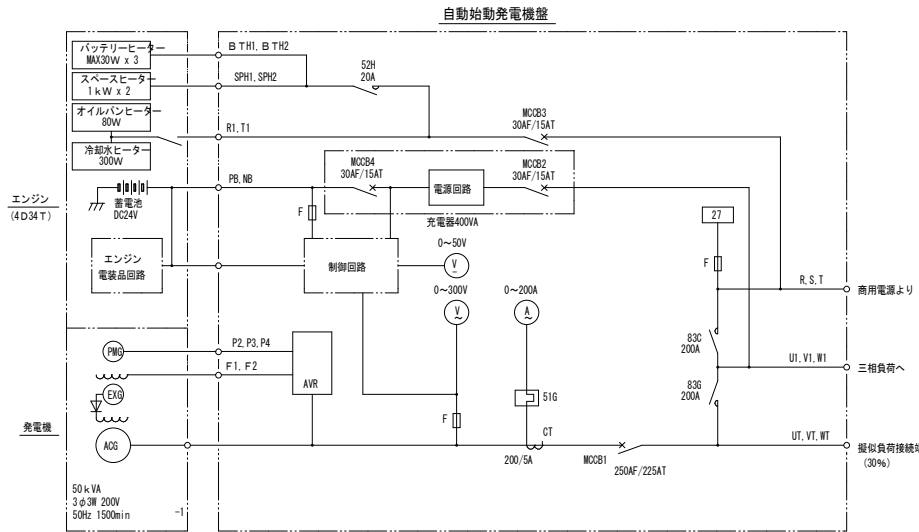 自動始動発電機盤
バッテリーヒーター
MAX30W x 3
スペースヒーター
1kW x 2
オイルパンヒーター
80W
冷却水ヒーター
300W
BTH1, BTH2
SPH1, SPH2
52H
20A
R1, T1
MCCB3
30AF/15AT
PB, NB
MCCB4
30AF/15AT
電源回路
MCCB2
30AF/15AT
充電器400VA
エンジン
(4D34T)
蓄電池
DC24V
エンジン
電装品回路
F
制御回路
0～50V
V
0～300V
V
~
0～200A
A
~
27
F
R, S, T
商用電源より
83C
200A
U1, V1, W1
三相負荷へ
83G
200A
PMG
P2, P3, P4
F1, F2
EXG
AVR
発電機
ACG
F
51G
CT
200/5A
MCCB1
250AF/225AT
UT, VT, WT
擬似負荷接続端
(30%)
50kVA
3φ3W 200V
50Hz 1500min
-1